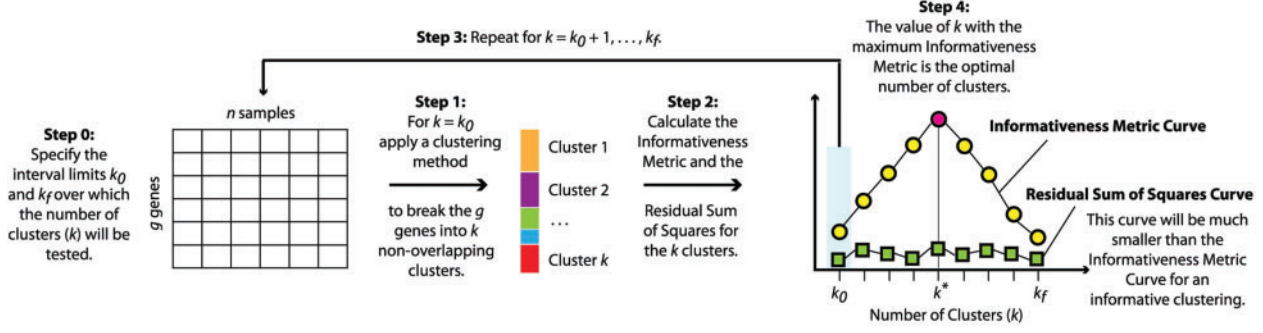 Step 0:
Specify the
interval limits k0
and kf over which
the number of
clusters (k) will be
tested.
n samples
g genes
Step 3: Repeat for k = k0 + 1, . . . , kf.
Step 1:
For k = k0
apply a clustering
method
to break the g
genes into k
non-overlapping
clusters.
Cluster 1
Cluster 2
...
Cluster k
Step 2:
Calculate the
Informativeness
Metric and the
Residual Sum
of Squares for
the k clusters.
Step 4:
The value of k with the
maximum Informativeness
Metric is the optimal
number of clusters.
Informativeness Metric Curve
Residual Sum of Squares Curve
This curve will be much
smaller than the
Informativeness Metric
Curve for an
informative clustering.
k0
k*
kf
Number of Clusters (k)